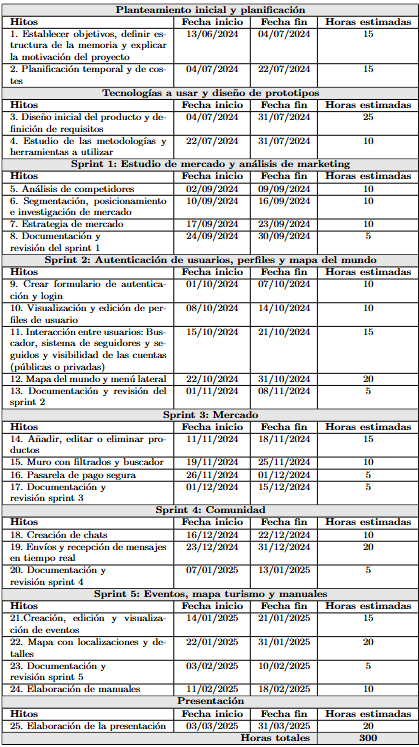 Planteamiento inicial y planificación
Hitos Fecha inicio Fecha fin Horas estimadas
1. Establecer objetivos, definir es- 13/06/2024 04/07/2024 15
tructura de la memoria y explicar
la motivación del proyecto
2. Planificación temporal y de cos- 04/07/2024 22/07/2024 15
tes
Tecnologías a usar y diseño de prototipos
Hitos Fecha inicio Fecha fin Horas estimadas
3. Diseño inicial del producto y de- 04/07/2024 31/07/2024 25
finición de requisitos
4. Estudio de las metodologías y 22/07/2024 31/07/2024 10
herramientas a utilizar
Sprint 1: Estudio de mercado y análisis de marketing
Hitos Fecha inicio Fecha fin Horas estimadas
5. Análisis de competidores 02/09/2024 09/09/2024 10
6. Segmentación, posicionamiento 10/09/2024 16/09/2024 10
e investigación de mercado
7. Estrategia de mercado 17/09/2024 23/09/2024 10
8. Documentación y 24/09/2024 30/09/2024 5
revisión del sprint 1
Sprint 2: Autenticación de usuarios, perfiles y mapa del mundo
Hitos Fecha inicio Fecha fin Horas estimadas
9. Crear formulario de autentica- 01/10/2024 07/10/2024 10
ción y login
10. Visualización y edición de per- 08/10/2024 14/10/2024 10
files de usuario
11. Interacción entre usuarios: Bus- 15/10/2024 21/10/2024 15
cador, sistema de seguidores y se-
guidos y visibilidad de las cuentas
(públicas o privadas)
12. Mapa del mundo y menú lateral 22/10/2024 31/10/2024 20
13. Documentación y revisión del 01/11/2024 08/11/2024 5
sprint 2
Sprint 3: Mercado
Hitos Fecha inicio Fecha fin Horas estimadas
14. Añadir, editar o eliminar pro- 11/11/2024 18/11/2024 15
ductos
15. Muro con filtrados y buscador 19/11/2024 25/11/2024 10
16. Pasarela de pago segura 26/11/2024 01/12/2024 5
17. Documentación y 01/12/2024 15/12/2024 5
revisión sprint 3
Sprint 4: Comunidad
Hitos Fecha inicio Fecha fin Horas estimadas
18. Creación de chats 16/12/2024 22/12/2024 10
19. Envíos y recepción de mensajes 23/12/2024 31/12/2024 20
en tiempo real
20. Documentación y 07/01/2025 13/01/2025 5
revisión sprint 4
Sprint 5: Eventos, mapa turismo y manuales
Hitos Fecha inicio Fecha fin Horas estimadas
21.Creación, edición y visualiza- 14/01/2025 21/01/2025 15
ción de eventos
22. Mapa con localizaciones y de- 22/01/2025 31/01/2025 20
talles
23. Documentación y 03/02/2025 10/02/2025 5
revisión sprint 5
24. Elaboración de manuales 11/02/2025 18/02/2025 10
Presentación
Hitos Fecha inicio Fecha fin Horas estimadas
25. Elaboración de la presentación 03/03/2025 31/03/2025 20
Horas totales 300